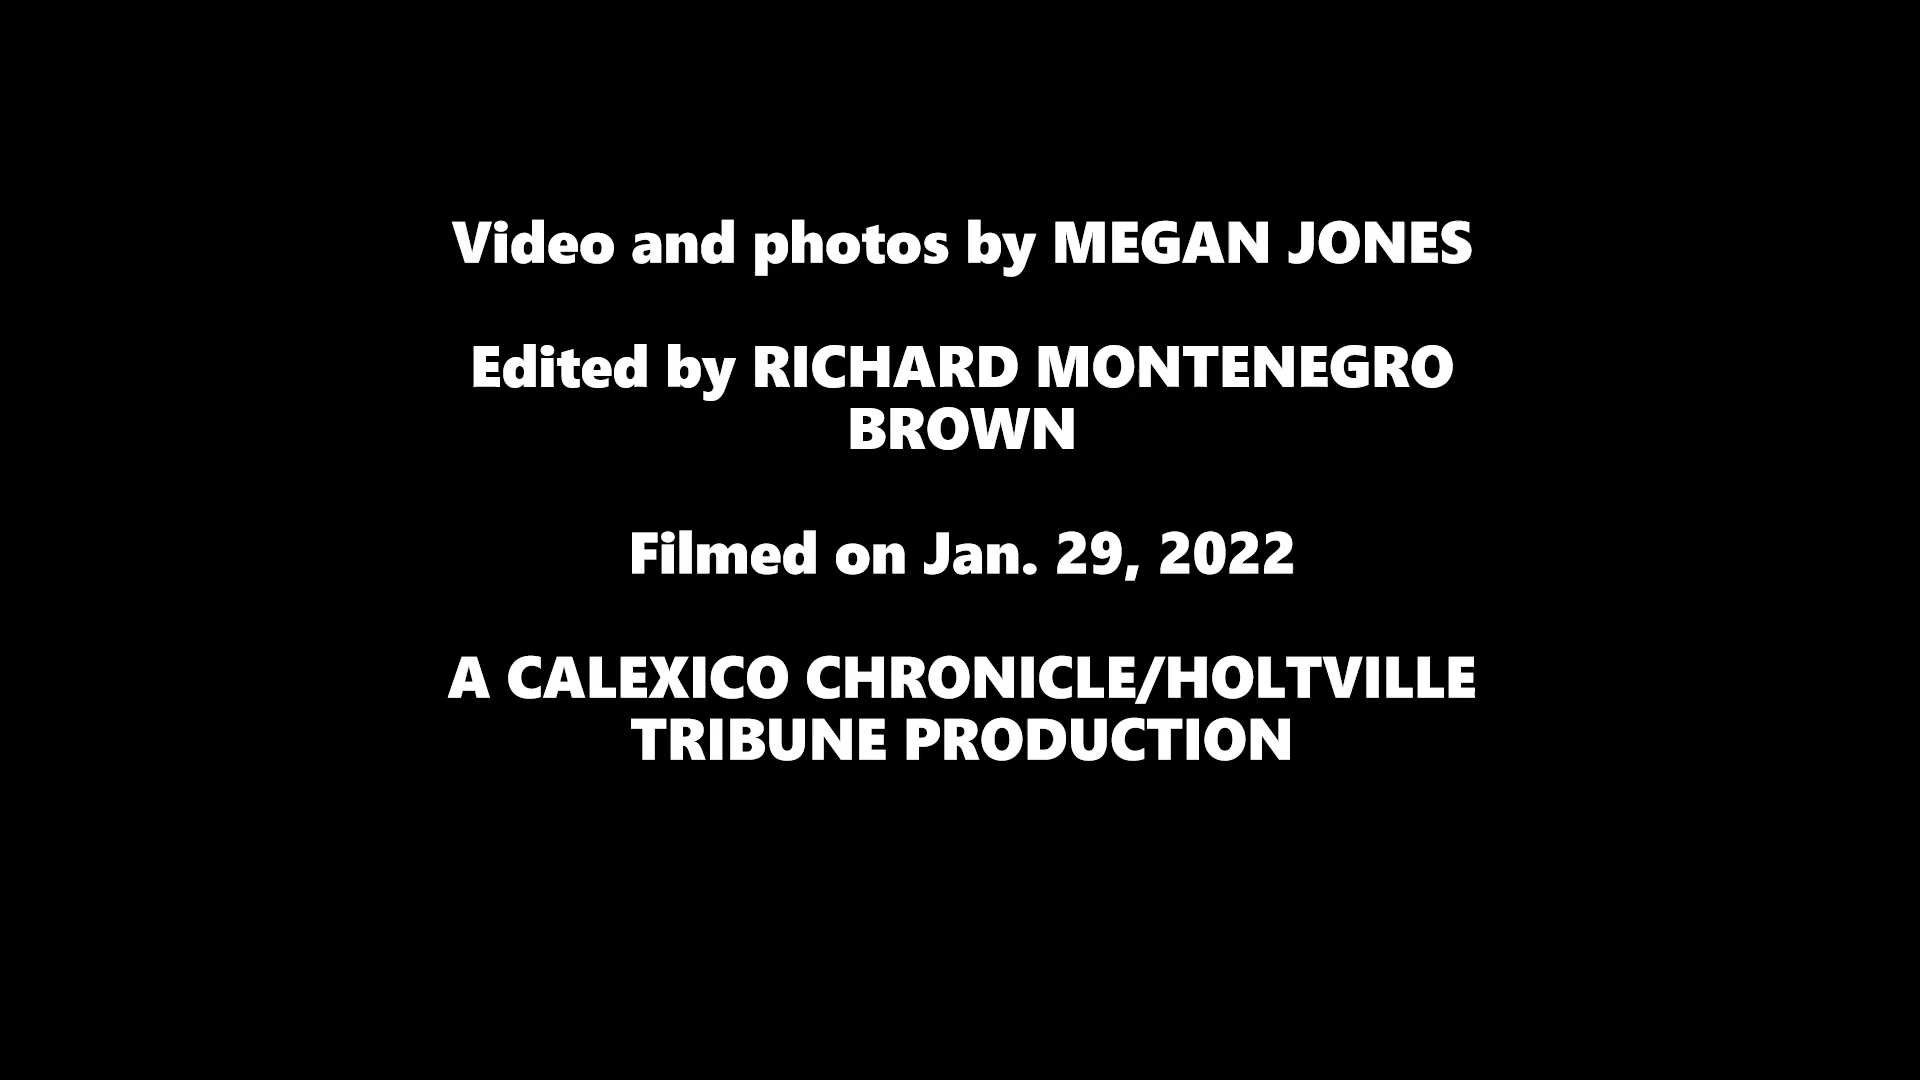 Video and photos by MEGAN JONES
Edited by RICHARD MONTENEGRO
BROWN
Filmed on Jan. 29, 2022
A CALEXICO CHRONICLE/HOLTVILLE
TRIBUNE PRODUCTION